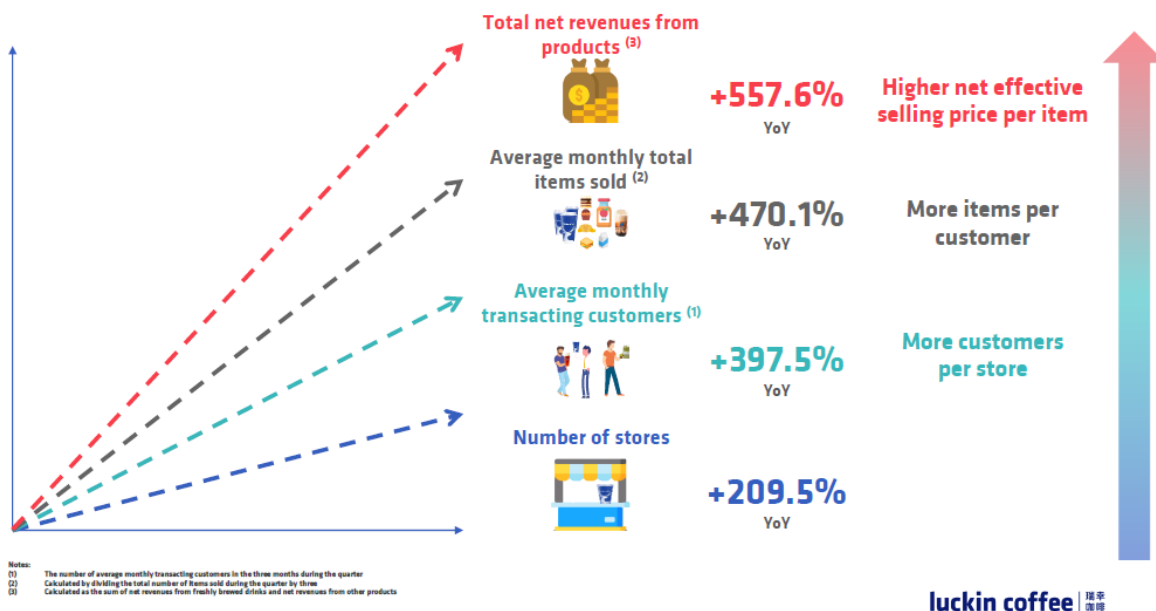 Total net revenues from
products (3)
+557.6%
YoY
Higher net effective
selling price per item
Average monthly total
items sold (2)
+470.1%
YoY
More items per
customer
Average monthly
transacting customers (1)
+397.5%
YoY
More customers
per store
Number of stores
+209.5%
YoY
Notes:
(1) The number of average monthly transacting customers in the three months during the quarter
(2) Calculated by dividing the total number of items sold during the quarter by three
(3) Calculated as the sum of net revenues from freshly brewed drinks and net revenues from other products
luckin coffee 瑞幸
咖啡